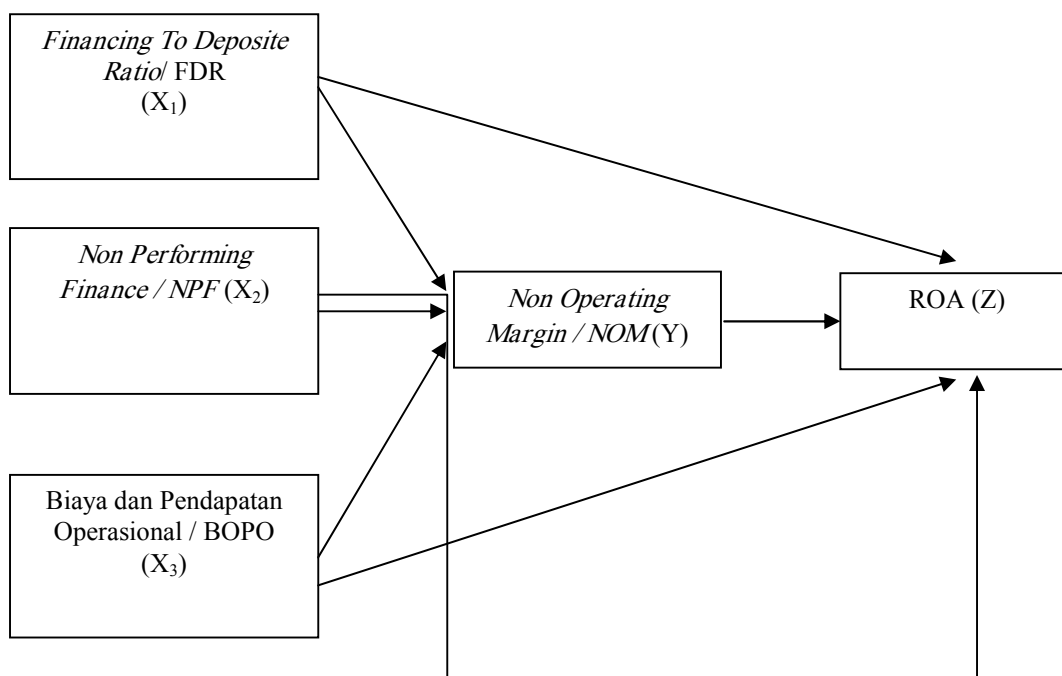 Financing To Deposite
Ratio/ FDR
(X₁)
Non Performing
Finance / NPF (X₂)
Non Operating
Margin / NOM (Y)
ROA (Z)
Biaya dan Pendapatan
Operasional / BOPO
(X₃)